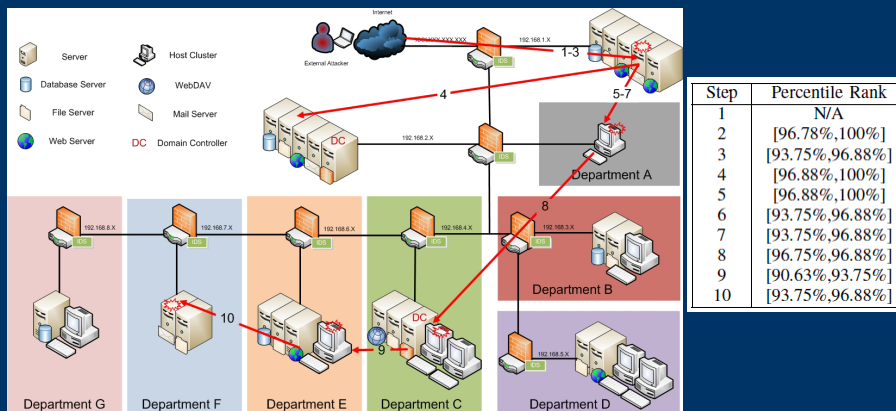 Internet
XXX.XXX.XXX
192.168.1.X
External Attacker
IDS
1-3
Server
Host Cluster
Database Server
WebDAV
File Server
Mail Server
Web Server
DC Domain Controller
4
5-7
DC
192.168.2.X
IDS
Department A
8
192.168.8.X
192.168.7.X
192.168.6.X
192.168.4.X
192.168.3.X
IDS
IDS
IDS
IDS
IDS
Department B
10
9
DC
192.168.5.X
IDS
Department G
Department F
Department E
Department C
Department D
Step Percentile Rank
1 N/A
2 [96.78%,100%]
3 [93.75%,96.88%]
4 [96.88%,100%]
5 [96.88%,100%]
6 [93.75%,96.88%]
7 [93.75%,96.88%]
8 [96.75%,96.88%]
9 [90.63%,93.75%]
10 [93.75%,96.88%]